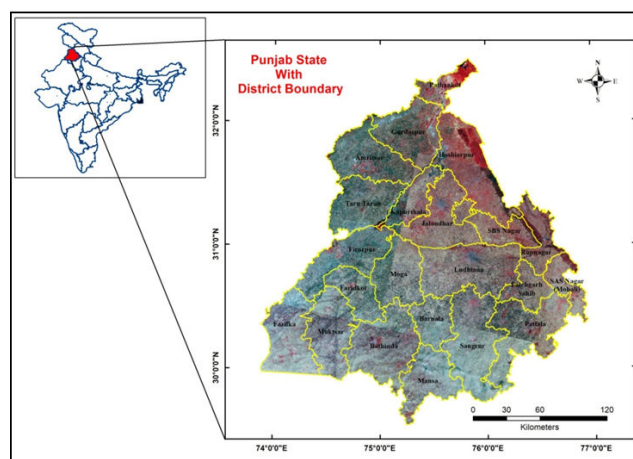 Punjab State
With
District Boundary
N
W E
S
32°0'0"N
31°0'0"N
30°0'0"N
Pathankot
Gurdaspur
Hoshiarpur
Amritsar
Tarn Taran
Kapurthala
Jalandhar
SBS Nagar
Rupnagar
Firozpur
Moga
Ludhiana
Fatehgarh
Sahib
SAS Nagar
(Mohali)
Faridkot
Fazilka
Muktsar
Bathinda
Barnala
Sangrur
Patiala
Mansa
0 30 60 120
Kilometers
74°0'0"E 75°0'0"E 76°0'0"E 77°0'0"E